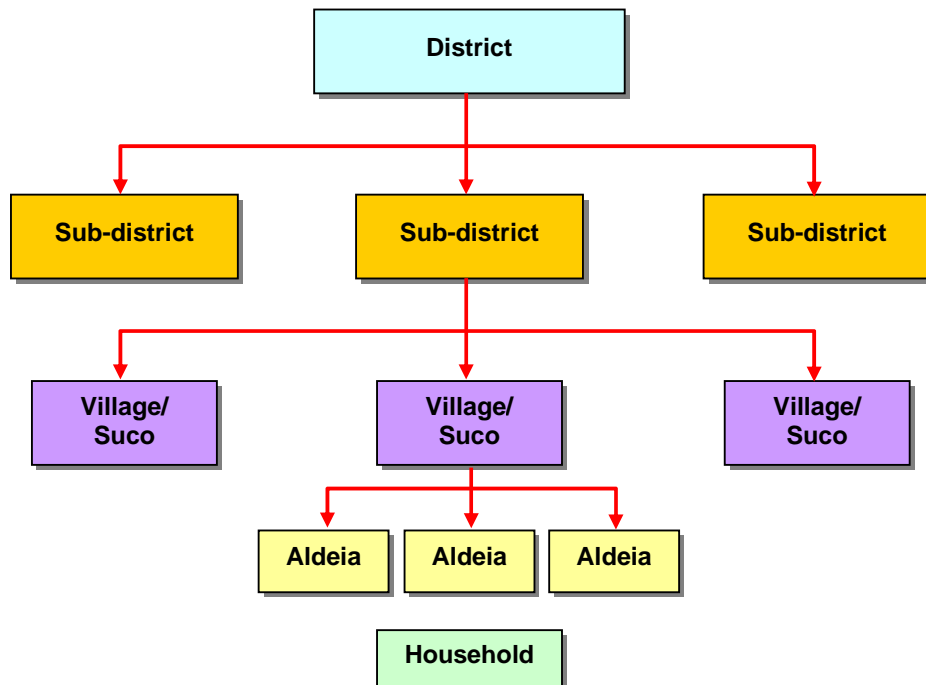 District
Sub-district
Sub-district
Sub-district
Village/
Suco
Village/
Suco
Village/
Suco
Aldeia
Aldeia
Aldeia
Household